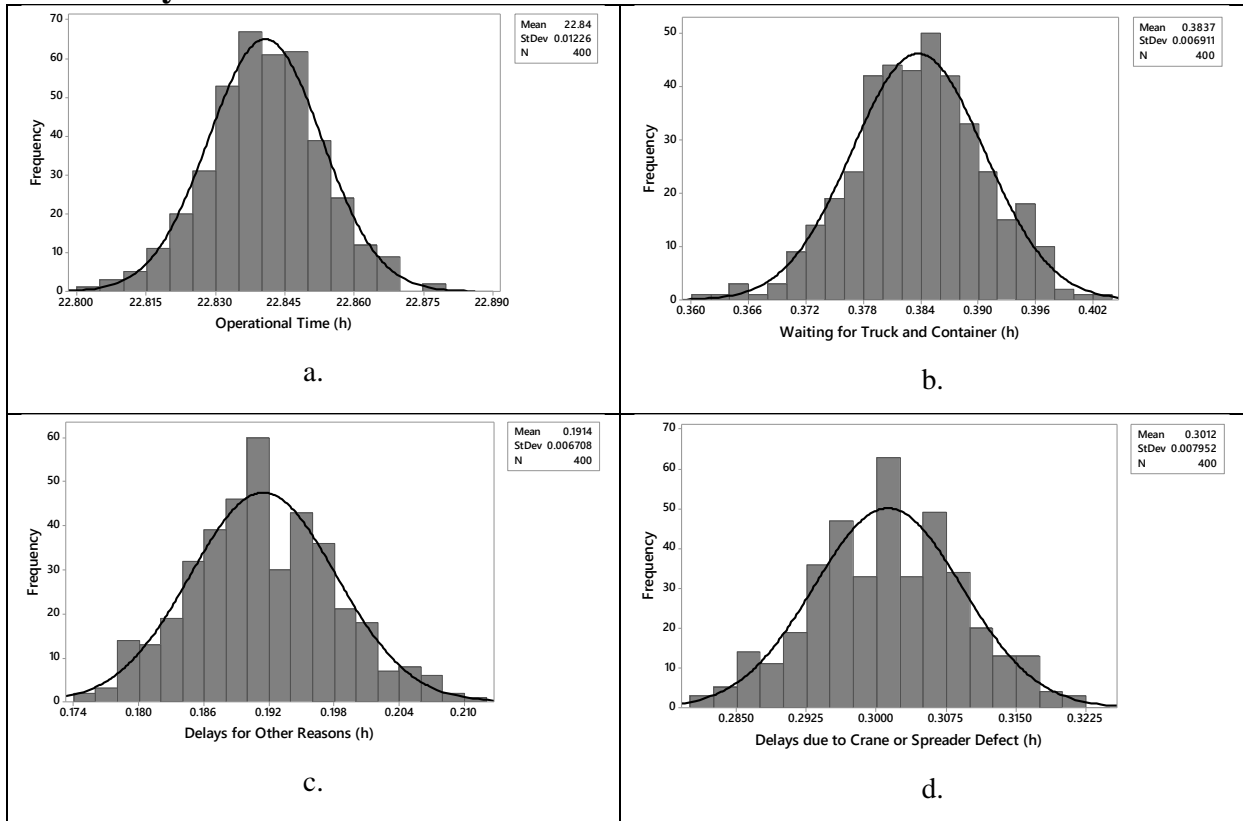 Mean 22.84
StDev 0.01226
N 400
70
60
50
40
30
20
10
0
Frequency
22.800 22.815 22.830 22.845 22.860 22.875 22.890
Operational Time (h)
a.
Mean 0.3837
StDev 0.006911
N 400
50
40
30
20
10
0
Frequency
0.360 0.366 0.372 0.378 0.384 0.390 0.396 0.402
Waiting for Truck and Container (h)
b.
Mean 0.1914
StDev 0.006708
N 400
60
50
40
30
20
10
0
Frequency
0.174 0.180 0.186 0.192 0.198 0.204 0.210
Delays for Other Reasons (h)
c.
Mean 0.3012
StDev 0.007952
N 400
70
60
50
40
30
20
10
0
Frequency
0.2850 0.2925 0.3000 0.3075 0.3150 0.3225
Delays due to Crane or Spreader Defect (h)
d.